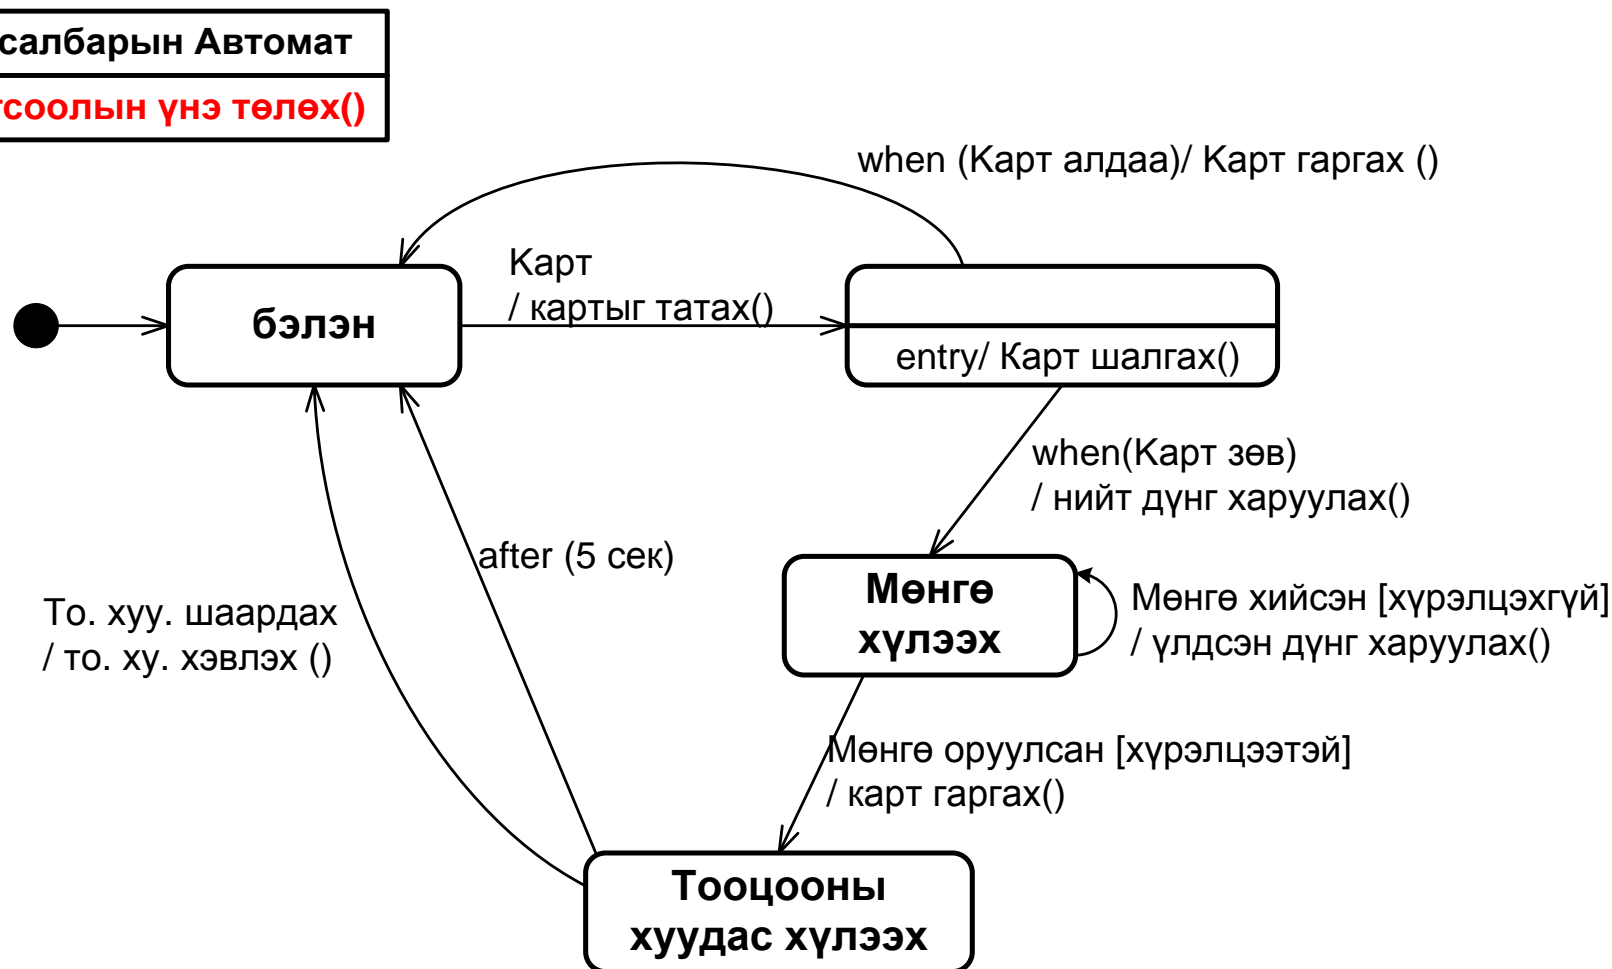 салбарын Автомат
тсоолын үнэ төлөх()
when (Карт алдаа)/ Карт гаргах ()
Карт
/ картыг татах()
бэлэн
entry/ Карт шалгах()
when(Карт зөв)
/ нийт дүнг харуулах()
after (5 сек)
Мөнгө
хүлээх
Мөнгө хийсэн [хүрэлцэхгүй]
/ үлдсэн дүнг харуулах()
То. хуу. шаардах
/ то. ху. хэвлэх ()
Мөнгө оруулсан [хүрэлцээтэй]
/ карт гаргах()
Тооцооны
хуудас хүлээх